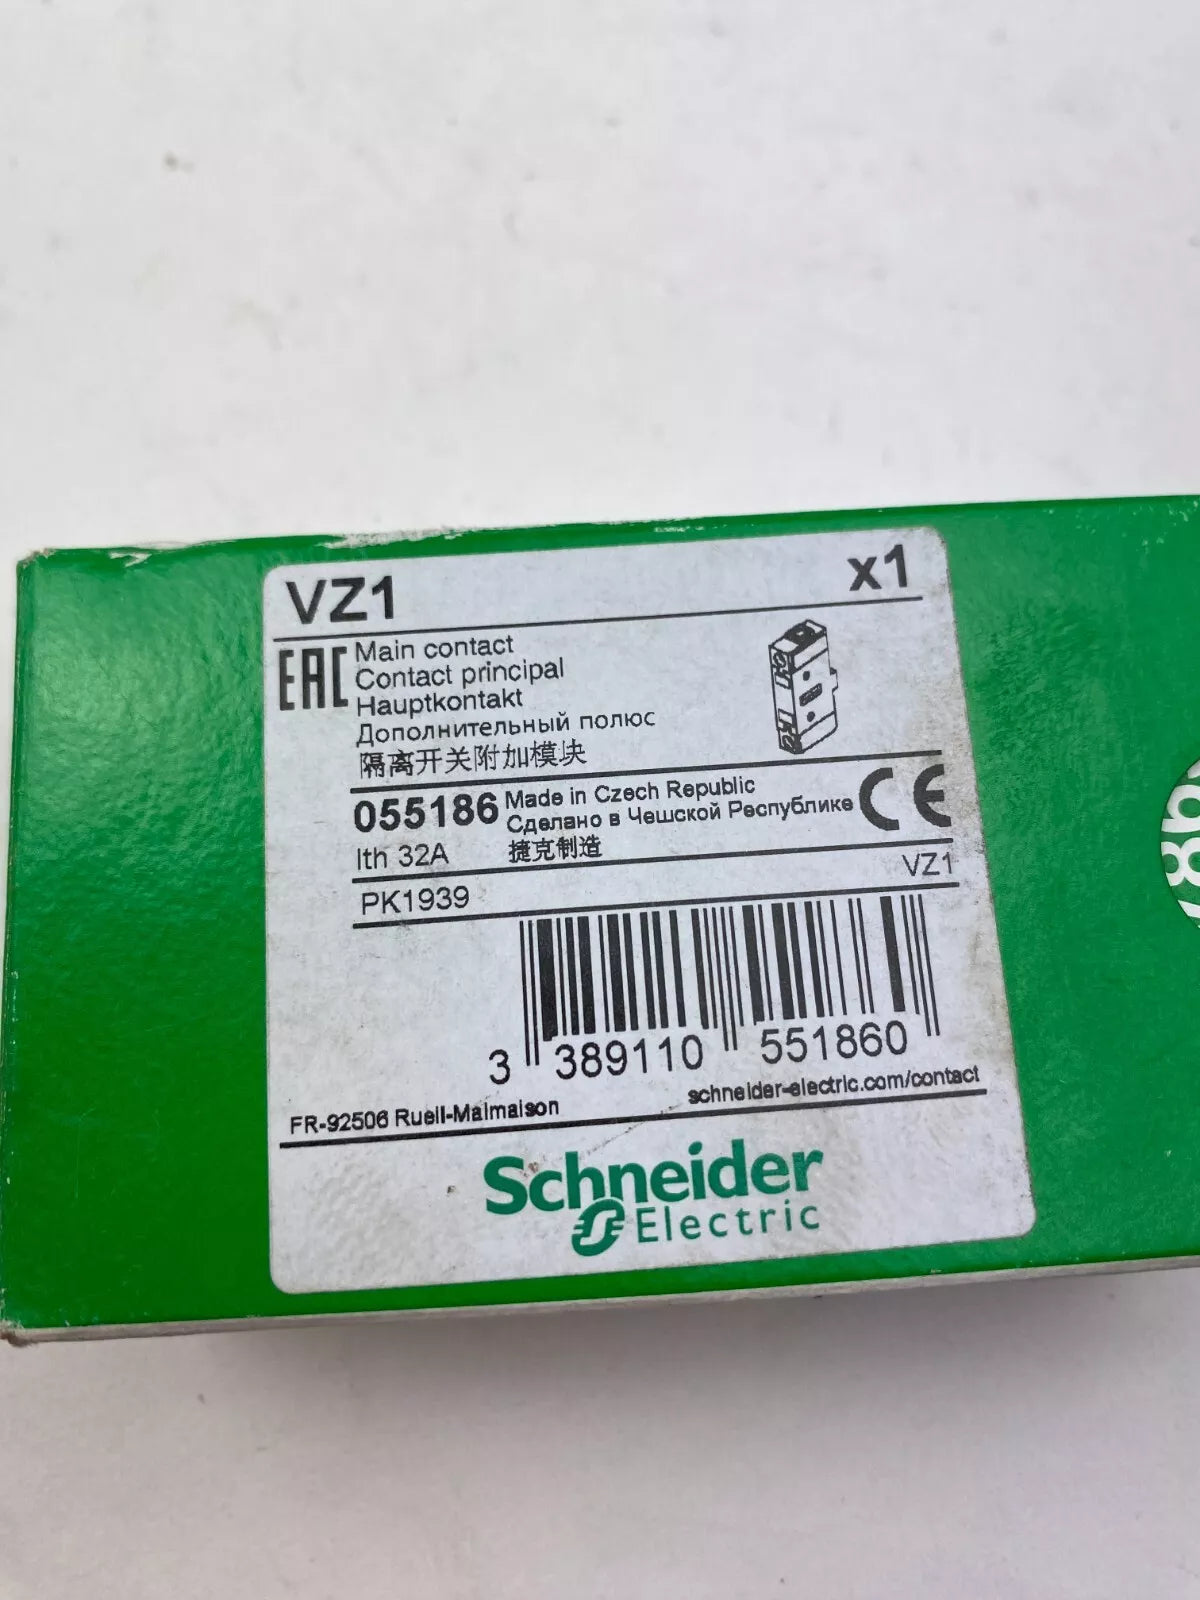 VZ1 x1
EAC Main contact
Contact principal
Hauptkontakt
Дополнительный полюс
隔离开关附加模块
055186 Made in Czech Republic
Сделано в Чешской Республике CE
Ith 32A 捷克制造
PK1939 VZ1
3 389110 551860
FR-92506 Rueil-Malmaison schneider-electric.com/contact
Schneider
Electric